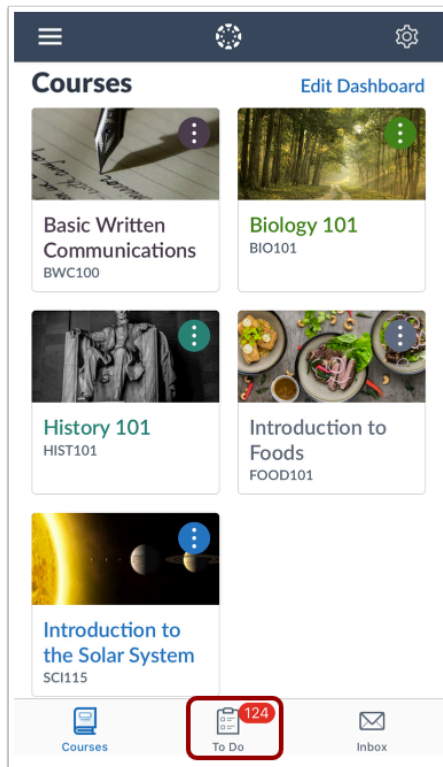 Courses
Edit Dashboard
Basic Written
Communications
BWC100
Biology 101
BIO101
History 101
HIST101
Introduction to
Foods
FOOD101
Introduction to
the Solar System
SCI115
124
Courses
To Do
Inbox